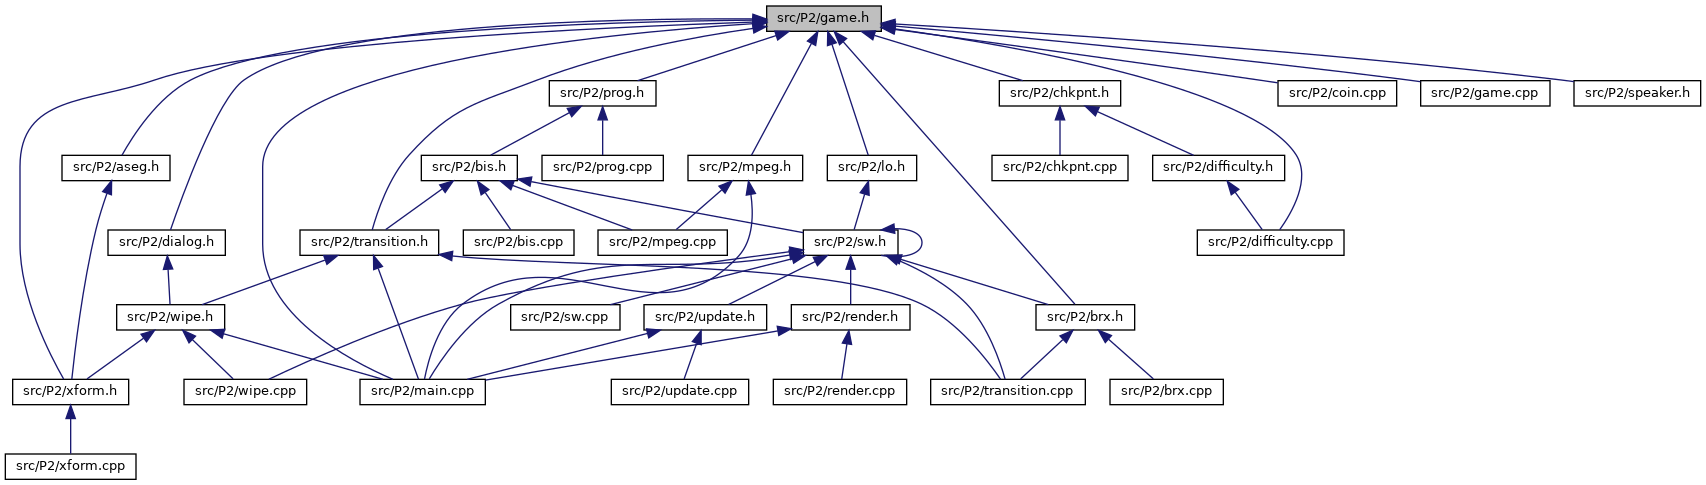 src/P2/game.h
src/P2/prog.h
src/P2/chkpnt.h
src/P2/coin.cpp
src/P2/game.cpp
src/P2/speaker.h
src/P2/aseg.h
src/P2/bis.h
src/P2/prog.cpp
src/P2/mpeg.h
src/P2/lo.h
src/P2/chkpnt.cpp
src/P2/difficulty.h
src/P2/dialog.h
src/P2/transition.h
src/P2/bis.cpp
src/P2/mpeg.cpp
src/P2/sw.h
src/P2/difficulty.cpp
src/P2/wipe.h
src/P2/sw.cpp
src/P2/update.h
src/P2/render.h
src/P2/brx.h
src/P2/xform.h
src/P2/wipe.cpp
src/P2/main.cpp
src/P2/update.cpp
src/P2/render.cpp
src/P2/transition.cpp
src/P2/brx.cpp
src/P2/xform.cpp